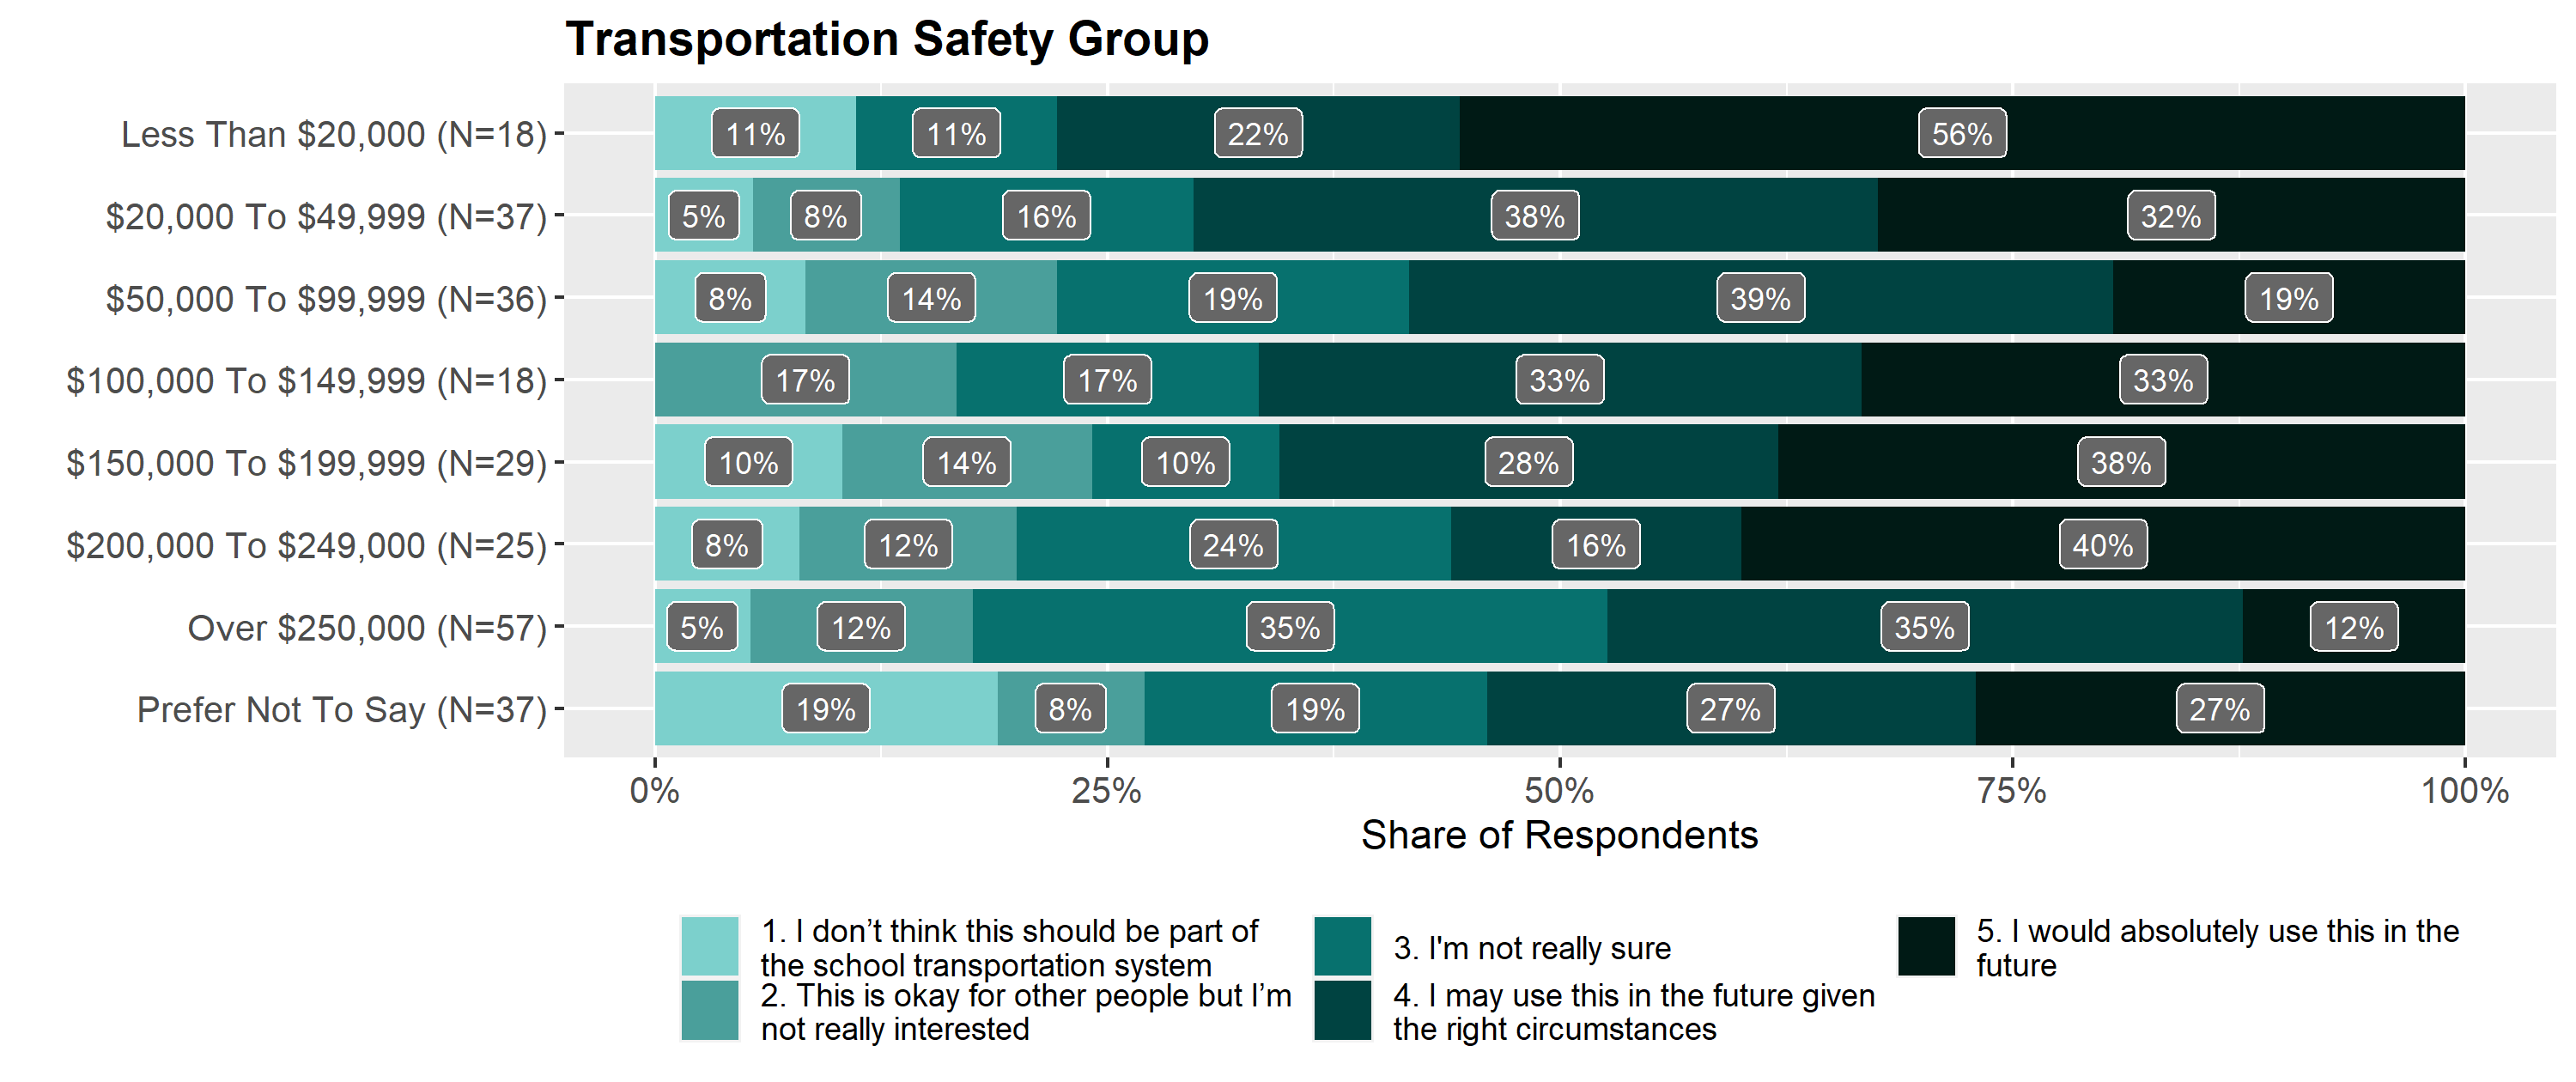 Transportation Safety Group
Less Than $20,000 (N=18)
11%
11%
22%
56%
$20,000 To $49,999 (N=37)
5%
8%
16%
38%
32%
$50,000 To $99,999 (N=36)
8%
14%
19%
39%
19%
$100,000 To $149,999 (N=18)
17%
17%
33%
33%
$150,000 To $199,999 (N=29)
10%
14%
10%
28%
38%
$200,000 To $249,000 (N=25)
8%
12%
24%
16%
40%
Over $250,000 (N=57)
5%
12%
35%
35%
12%
Prefer Not To Say (N=37)
19%
8%
19%
27%
27%
0%
25%
50%
75%
100%
Share of Respondents
1. I don’t think this should be part of
the school transportation system
2. This is okay for other people but I’m
not really interested
3. I'm not really sure
4. I may use this in the future given
the right circumstances
5. I would absolutely use this in the
future